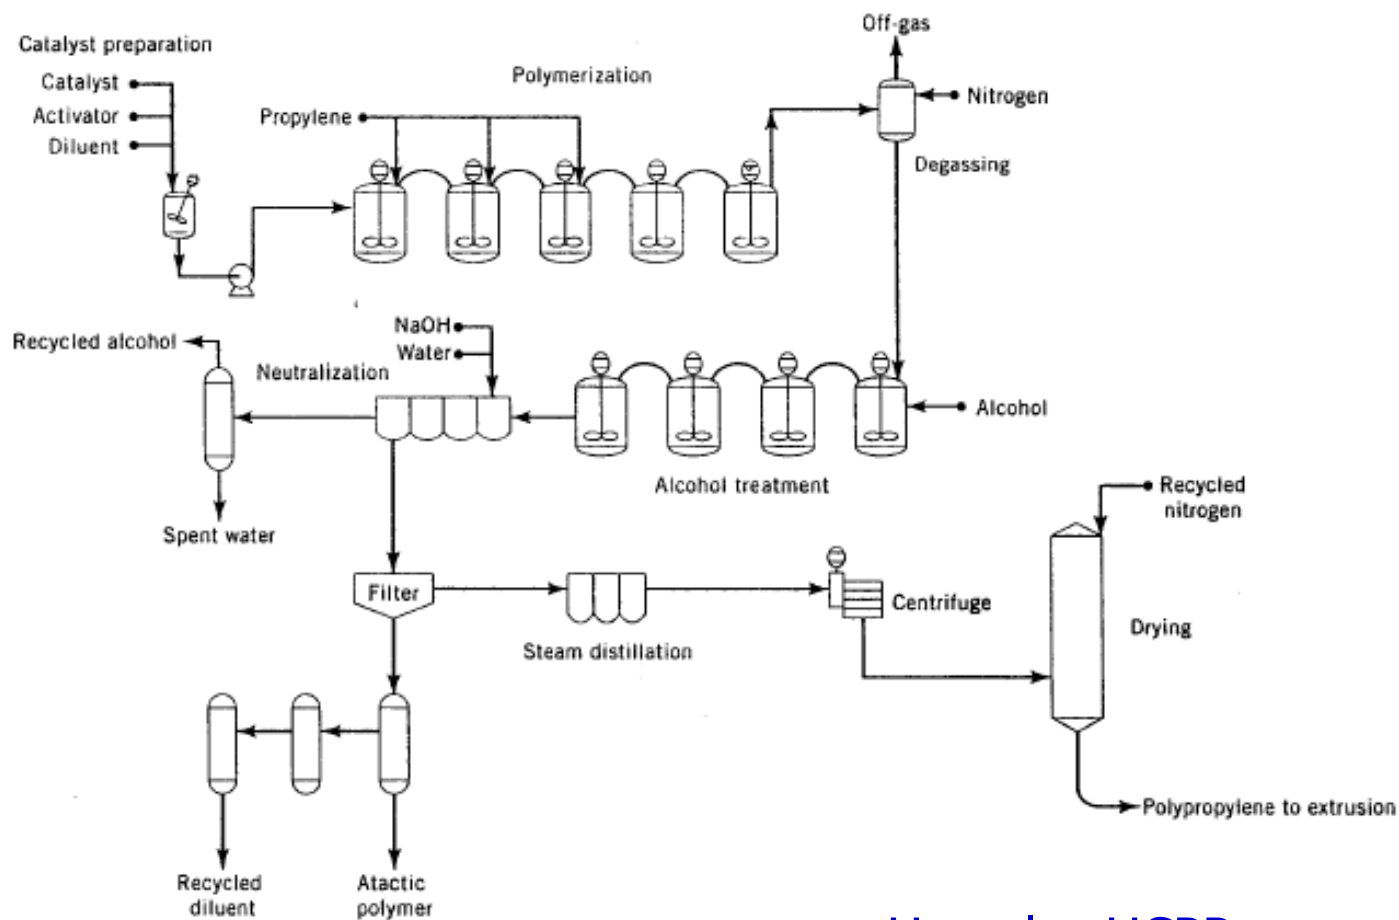 Off-gas
Catalyst preparation
Catalyst
Polymerization
Nitrogen
Activator
Propylene
Diluent
Degassing
NaOH
Recycled alcohol
Water
Neutralization
Alcohol
Alcohol treatment
Recycled
nitrogen
Spent water
Filter
Centrifuge
Drying
Steam distillation
Polypropylene to extrusion
Recycled
diluent
Atactic
polymer